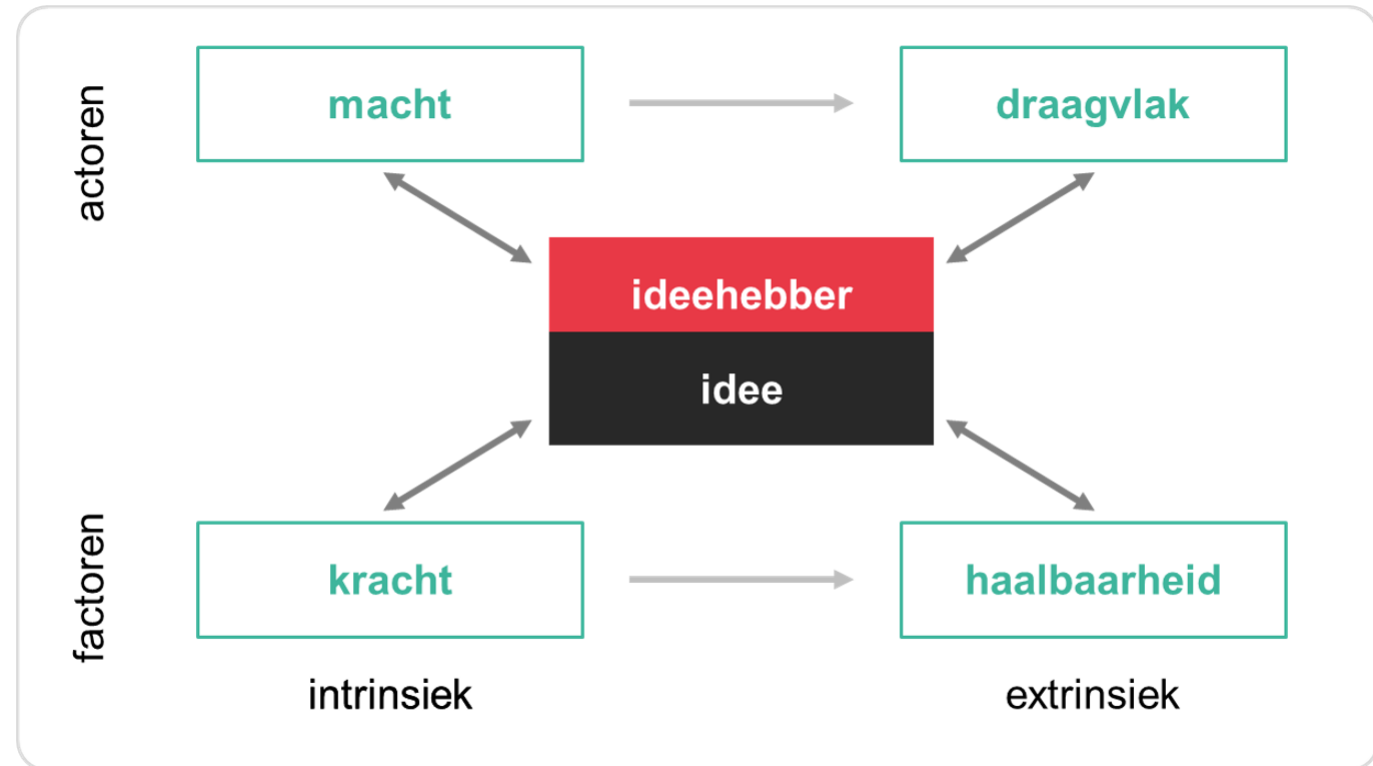 actoren
macht
draagvlak
ideehebber
idee
factoren
kracht
haalbaarheid
intrinsiek
extrinsiek